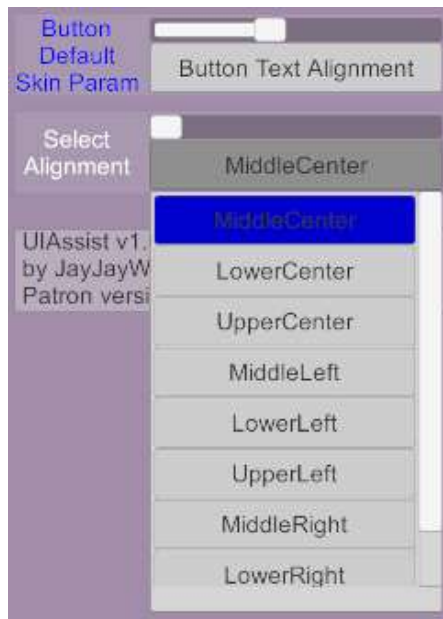 Button
Default
Skin Param
Button Text Alignment
Select
Alignment
MiddleCenter
MiddleCenter
LowerCenter
UpperCenter
MiddleLeft
LowerLeft
UpperLeft
MiddleRight
LowerRight
UIAssist v1.
by JayJayW
Patron versi